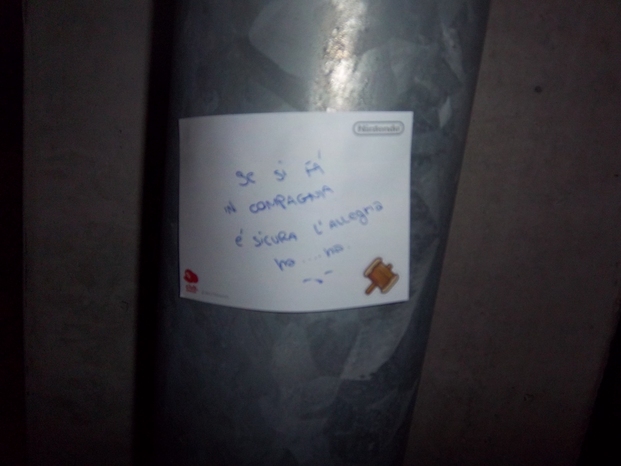 Nintendo
SE SI FÀ
IN COMPAGNIA
É SICURA L'ALLEgria
ha .... ha.